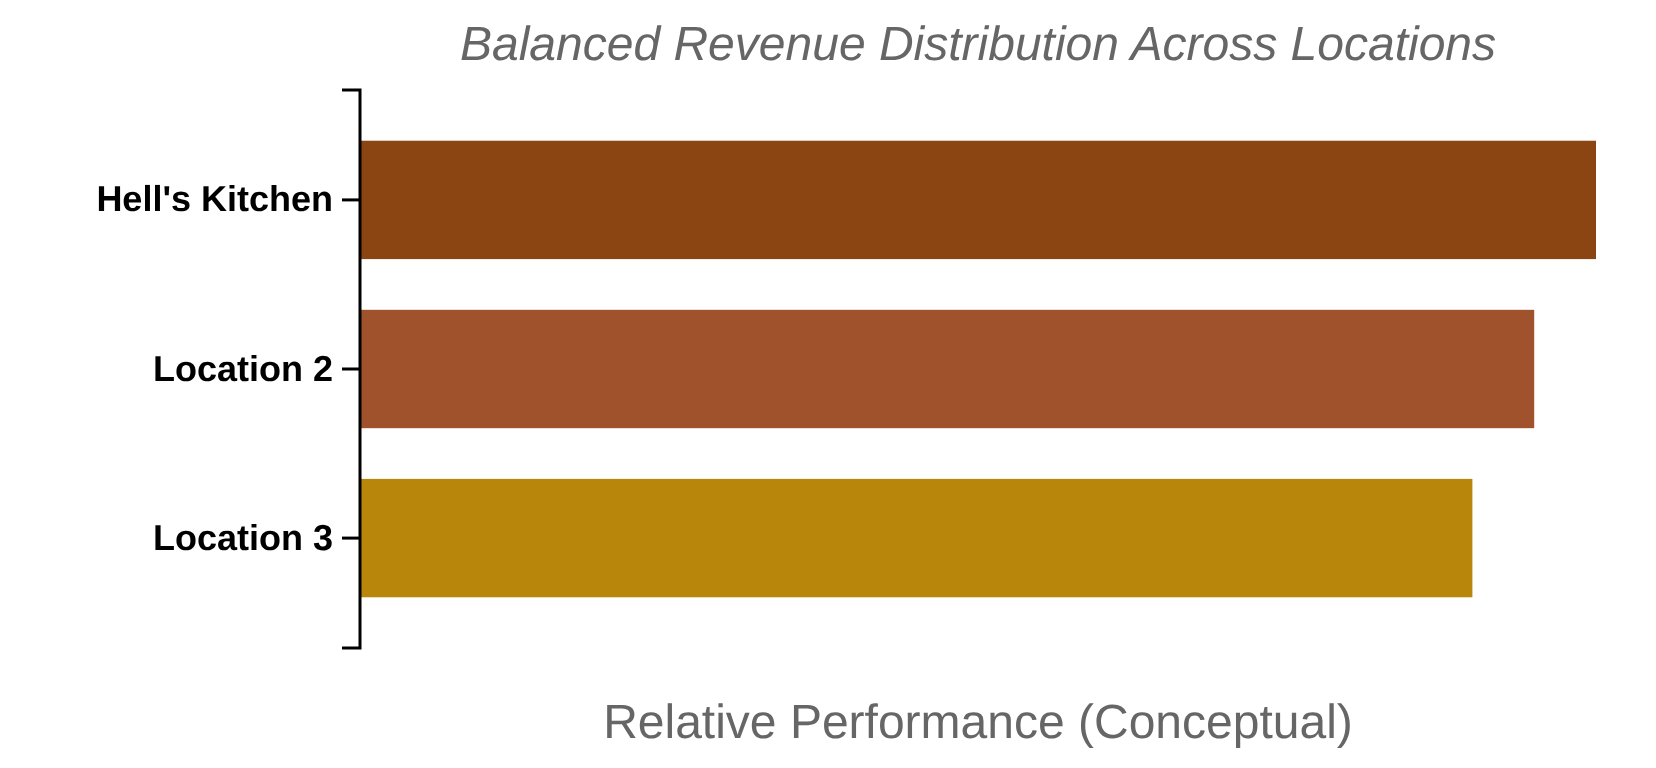 Balanced Revenue Distribution Across Locations
Hell's Kitchen
Location 2
Location 3
Relative Performance (Conceptual)